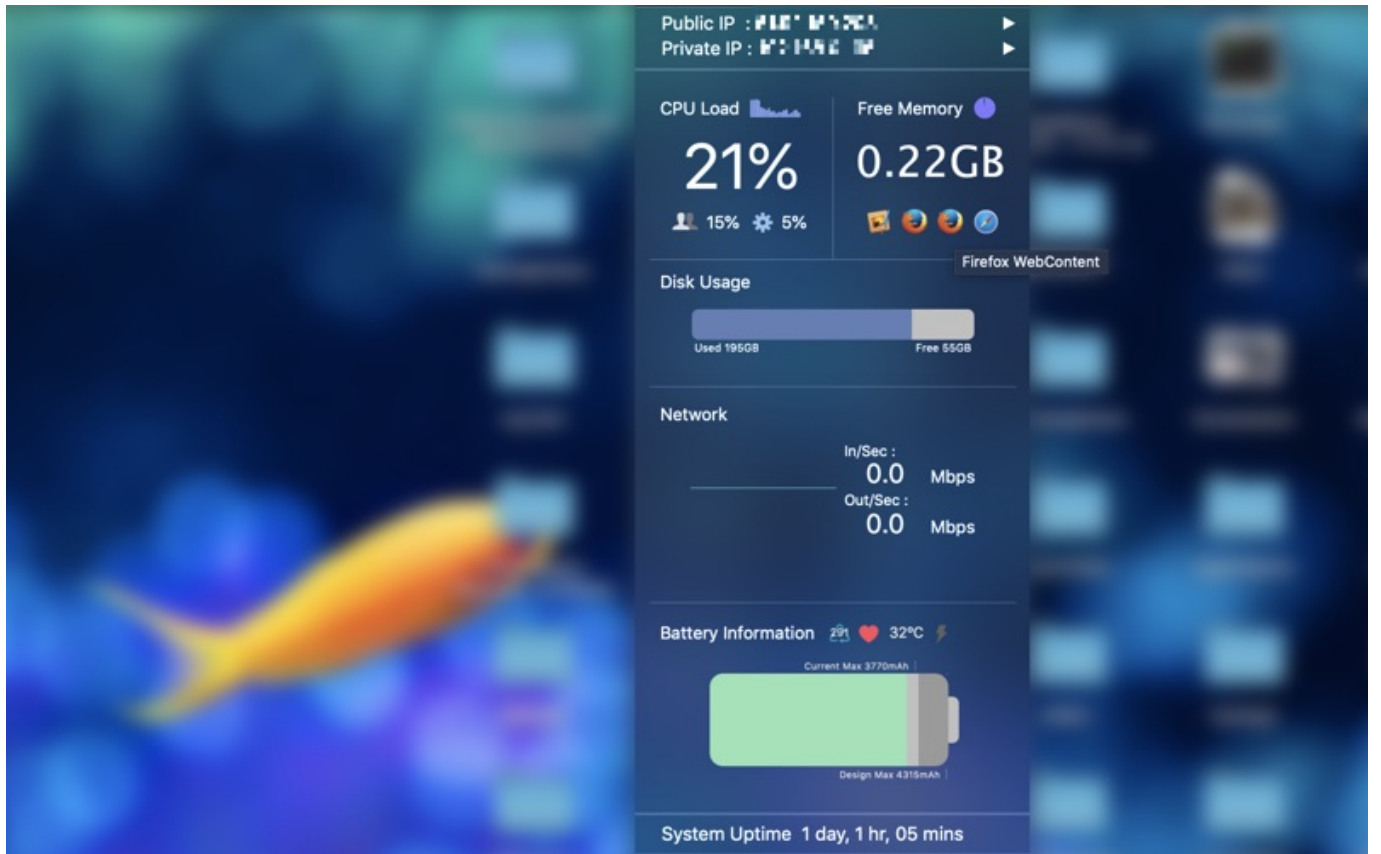 Public IP :
Private IP :
CPU Load
Free Memory
21%
0.22GB
15% 5%
Firefox WebContent
Disk Usage
Used 195GB
Free 55GB
Network
In/Sec :
0.0 Mbps
Out/Sec :
0.0 Mbps
Battery Information 291 32ºC
Current Max 3770mAh
Design Max 4315mAh
System Uptime 1 day, 1 hr, 05 mins